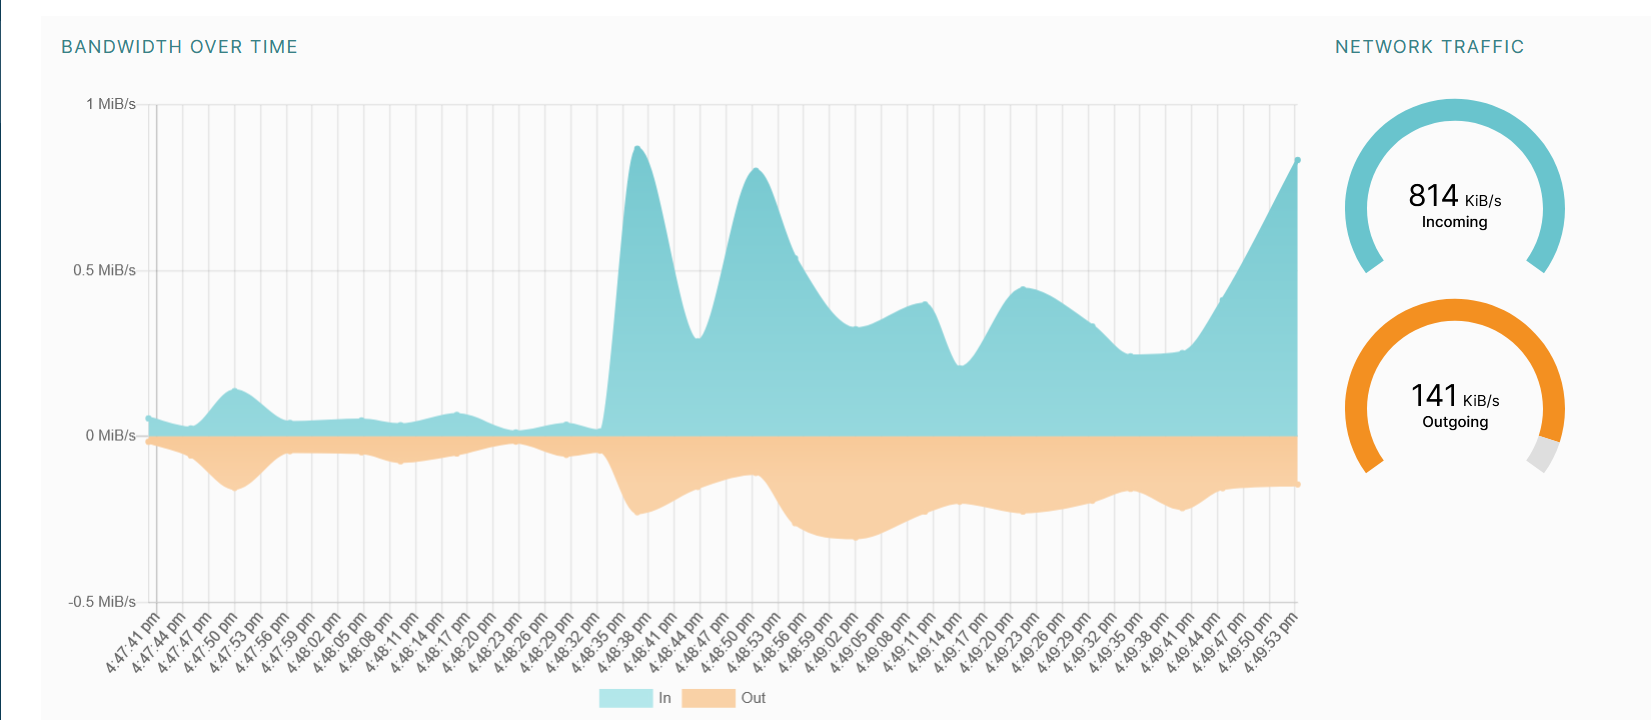 BANDWIDTH OVER TIME
NETWORK TRAFFIC
1 MiB/s
0.5 MiB/s
0 MiB/s
-0.5 MiB/s
814 KiB/s
Incoming
141 KiB/s
Outgoing
4:47:41 pm
4:47:44 pm
4:47:47 pm
4:47:50 pm
4:47:53 pm
4:47:56 pm
4:47:59 pm
4:48:02 pm
4:48:05 pm
4:48:08 pm
4:48:11 pm
4:48:14 pm
4:48:17 pm
4:48:20 pm
4:48:23 pm
4:48:26 pm
4:48:29 pm
4:48:32 pm
4:48:35 pm
4:48:38 pm
4:48:41 pm
4:48:44 pm
4:48:47 pm
4:48:50 pm
4:48:53 pm
4:48:56 pm
4:48:59 pm
4:49:02 pm
4:49:05 pm
4:49:08 pm
4:49:11 pm
4:49:14 pm
4:49:17 pm
4:49:20 pm
4:49:23 pm
4:49:26 pm
4:49:29 pm
4:49:32 pm
4:49:35 pm
4:49:38 pm
4:49:41 pm
4:49:44 pm
4:49:47 pm
4:49:50 pm
4:49:53 pm
In
Out